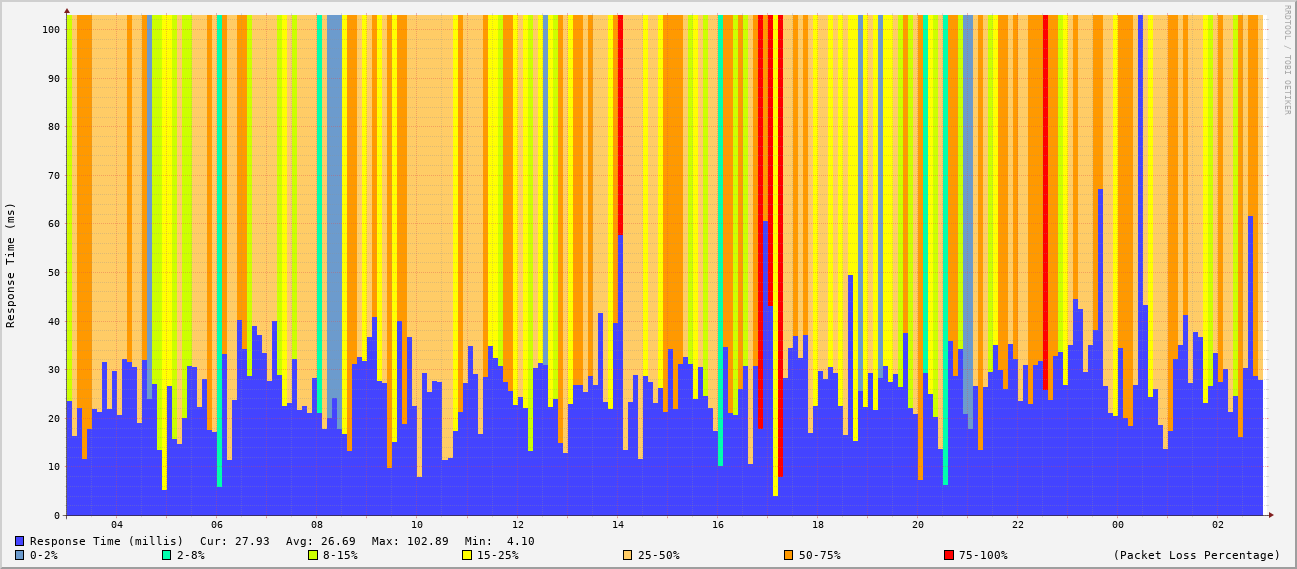 RRDTOOL / TOBI OETIKER
Response Time (ms)
100
90
80
70
60
50
40
30
20
10
0
04 06 08 10 12 14 16 18 20 22 00 02
Response Time (millis) Cur: 27.93 Avg: 26.69 Max: 102.89 Min: 4.10
0-2% 2-8% 8-15% 15-25% 25-50% 50-75% 75-100% (Packet Loss Percentage)